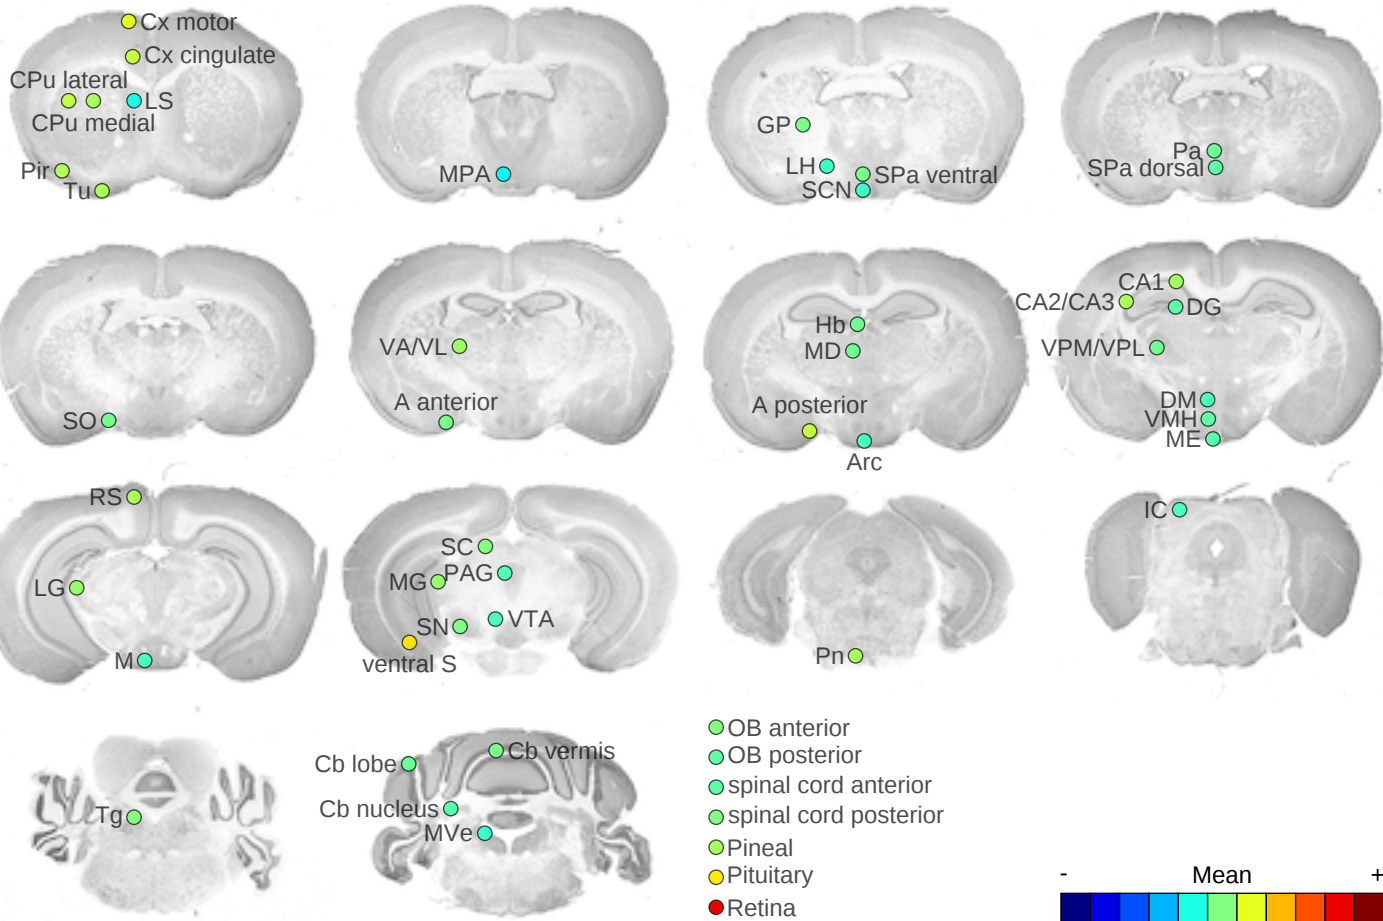 Cx motor
Cx cingulate
CPu lateral
LS
CPu medial
Pir
Tu
MPA
GP
LH
SPa ventral
SCN
Pa
SPa dorsal
SO
VA/VL
A anterior
Hb
MD
A posterior
Arc
CA1
CA2/CA3
DG
VPM/VPL
DM
VMH
ME
RS
LG
M
SC
MG
PAG
SN
VTA
ventral S
Pn
IC
Tg
Cb vermis
Cb lobe
Cb nucleus
MVe
OB anterior
OB posterior
spinal cord anterior
spinal cord posterior
Pineal
Pituitary
Retina
- Mean +